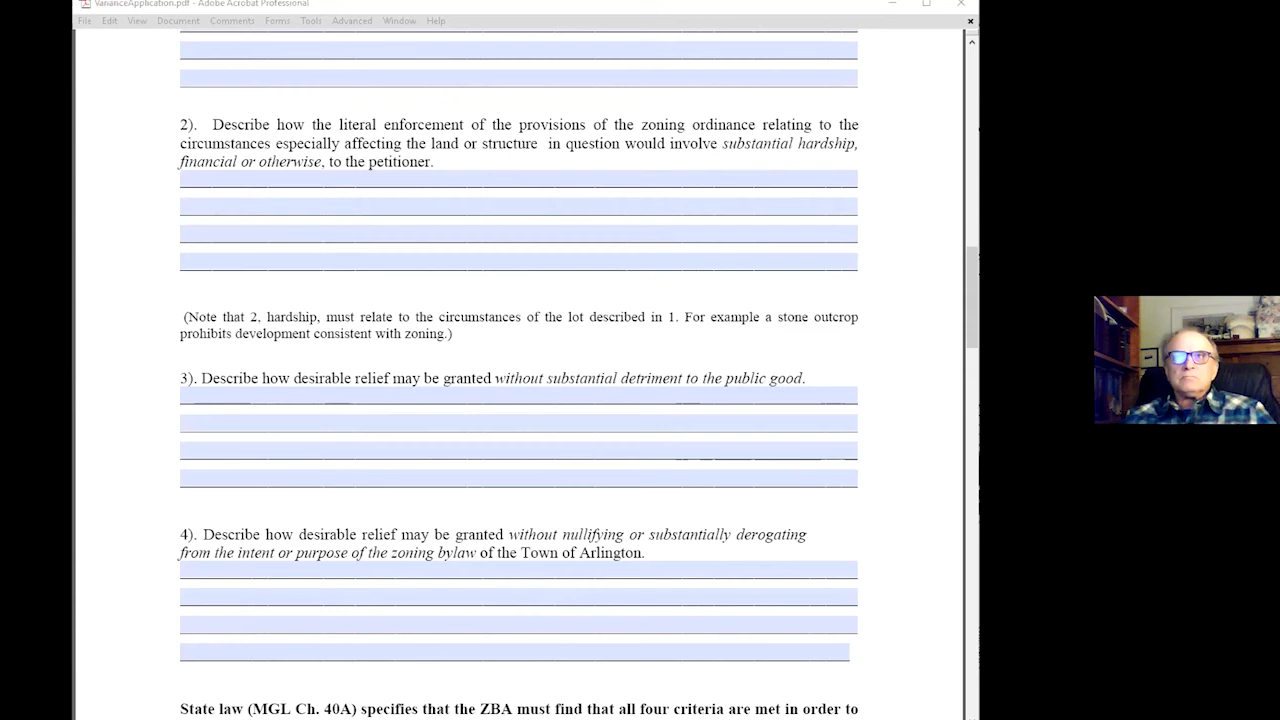 VarianceApplication.pdf - Adobe Acrobat Professional
File Edit View Document Comments Forms Tools Advanced Window Help
2). Describe how the literal enforcement of the provisions of the zoning ordinance relating to the
circumstances especially affecting the land or structure in question would involve substantial hardship,
financial or otherwise, to the petitioner.
(Note that 2, hardship, must relate to the circumstances of the lot described in 1. For example a stone outcrop
prohibits development consistent with zoning.)
3). Describe how desirable relief may be granted without substantial detriment to the public good.
4). Describe how desirable relief may be granted without nullifying or substantially derogating
from the intent or purpose of the zoning bylaw of the Town of Arlington.
State law (MGL Ch. 40A) specifies that the ZBA must find that all four criteria are met in order to